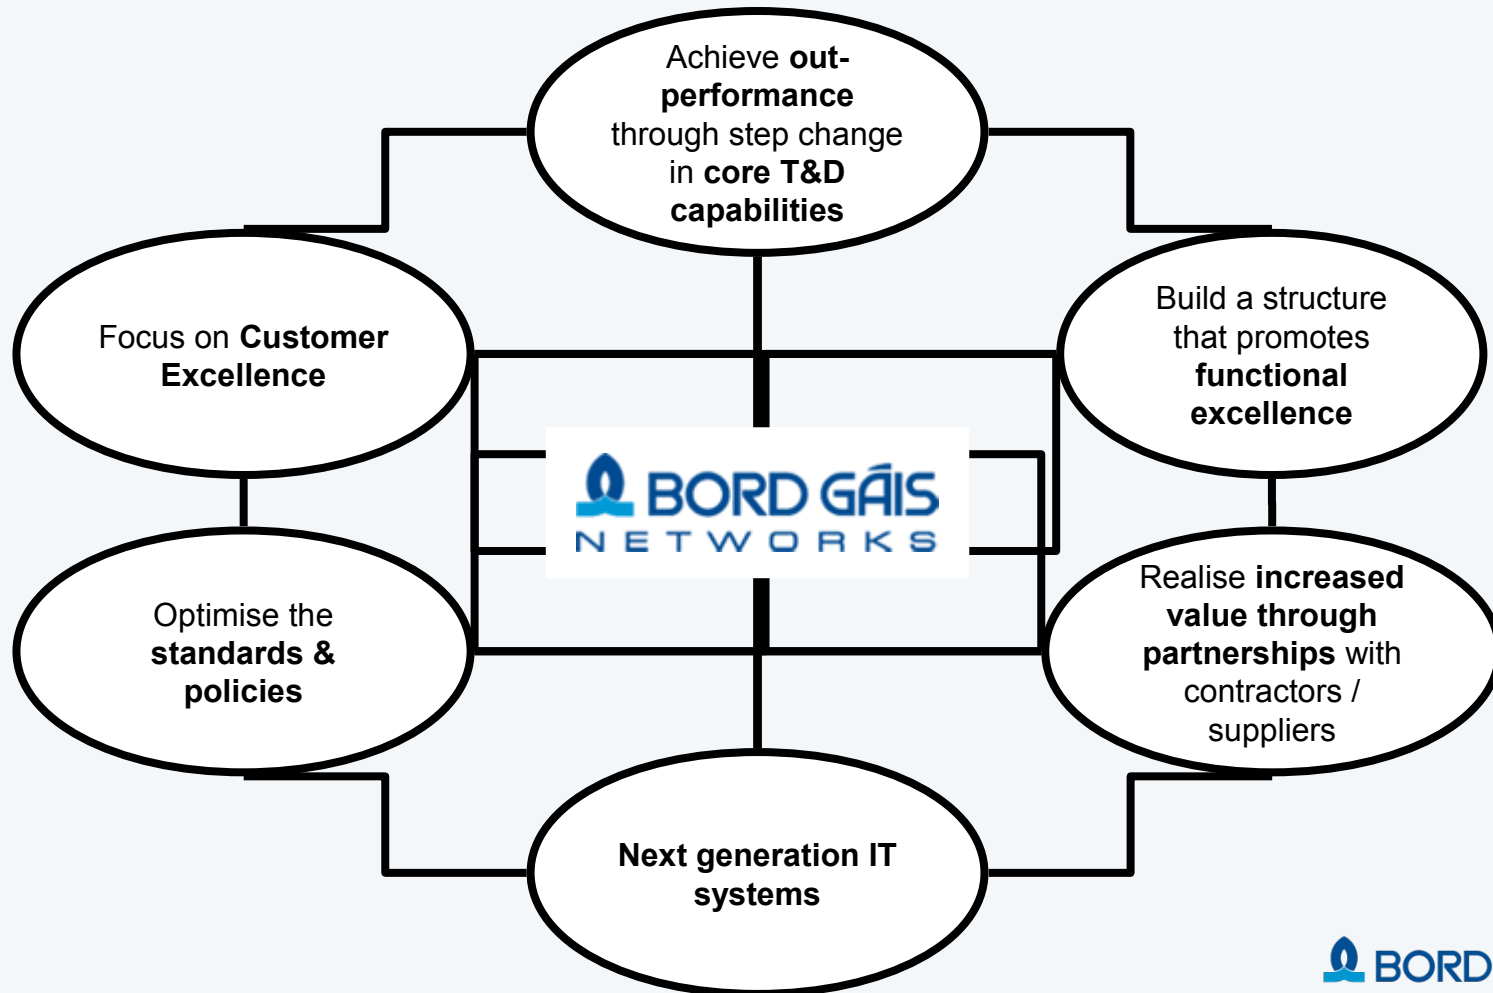 Achieve out-
performance
through step change
in core T&D
capabilities
Focus on Customer
Excellence
Build a structure
that promotes
functional
excellence
BORD GÁIS
NETWORKS
Optimise the
standards &
policies
Realise increased
value through
partnerships with
contractors /
suppliers
Next generation IT
systems
BORD